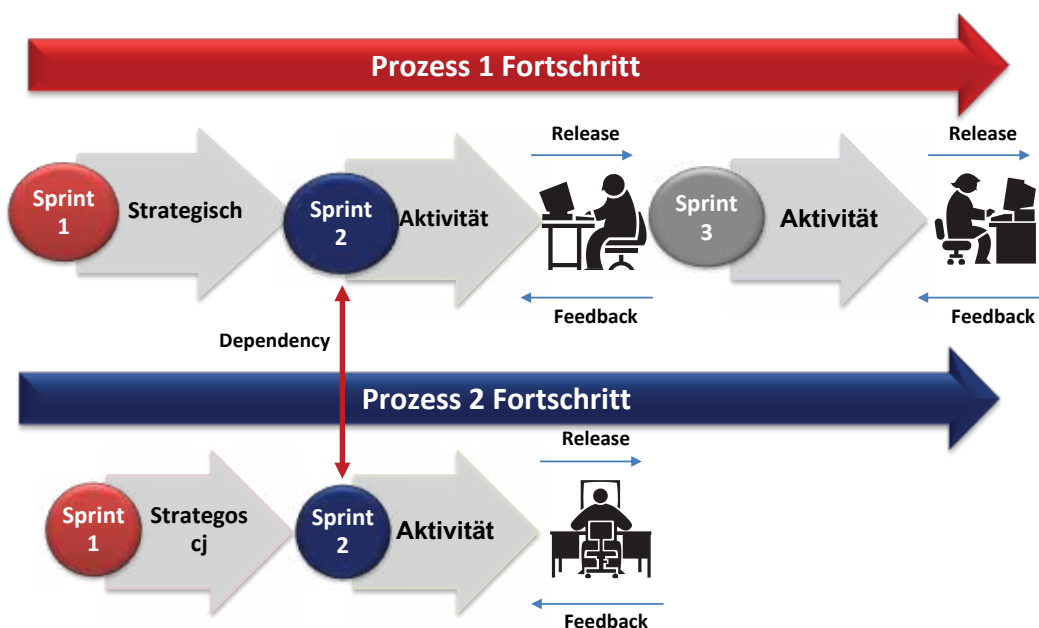 Prozess 1 Fortschritt
Release
Release
Sprint
1
Strategisch
Sprint
2
Aktivität
Sprint
3
Aktivität
Feedback
Feedback
Dependency
Prozess 2 Fortschritt
Release
Sprint
1
Strategos
cj
Sprint
2
Aktivität
Feedback